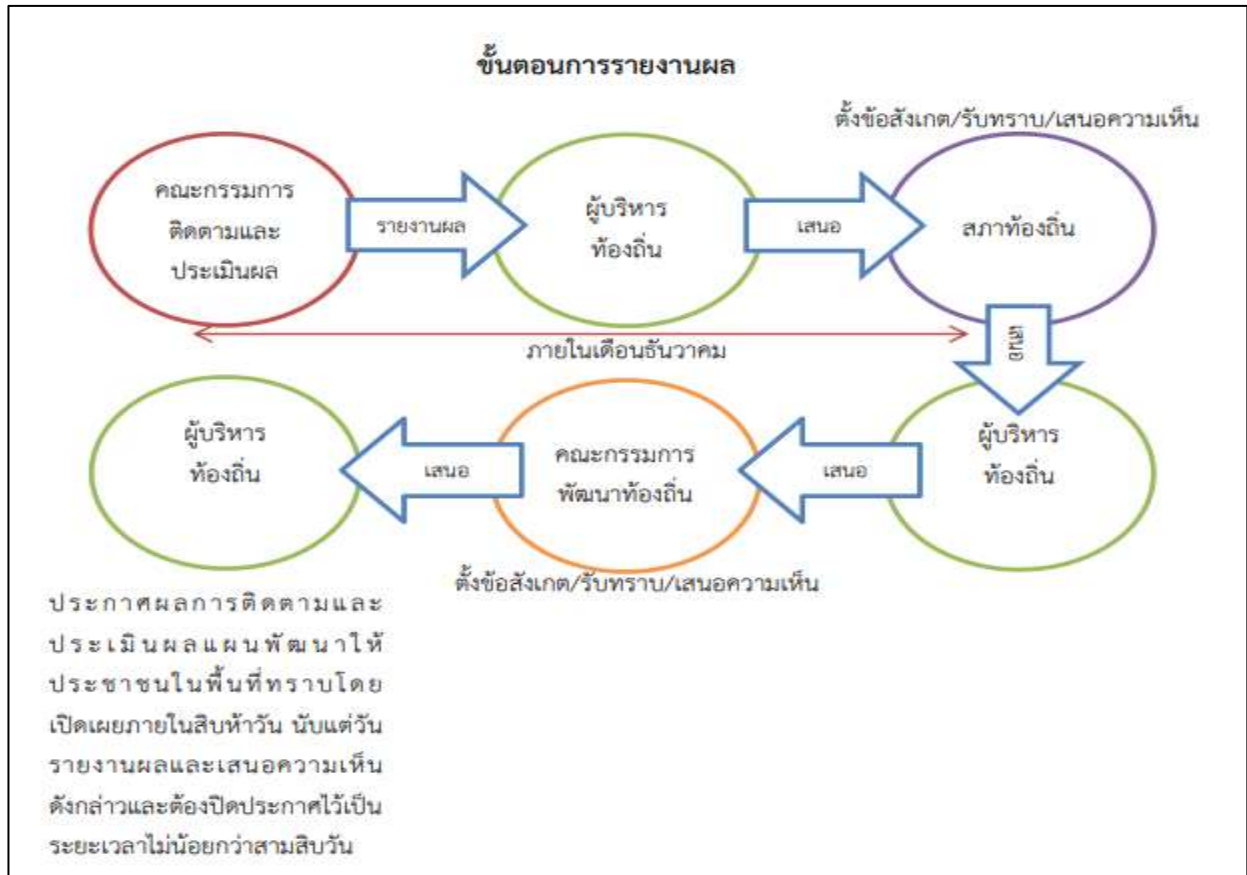 ขั้นตอนการรายงานผล
ตั้งข้อสังเกต/รับทราบ/เสนอความเห็น
คณะกรรมการ
ติดตามและ
ประเมินผล
รายงานผล
ผู้บริหาร
ท้องถิ่น
เสนอ
สภาท้องถิ่น
ภายในเดือนธันวาคม
เสนอ
ผู้บริหาร
ท้องถิ่น
เสนอ
คณะกรรมการ
พัฒนาท้องถิ่น
เสนอ
ผู้บริหาร
ท้องถิ่น
ตั้งข้อสังเกต/รับทราบ/เสนอความเห็น
ประกาศผลการติดตามและ
ประเมินผลแผนพัฒนาให้
ประชาชนในพื้นที่ทราบโดย
เปิดเผยภายในสิบห้าวัน นับแต่วัน
รายงานผลและเสนอความเห็น
ดังกล่าวและต้องปิดประกาศไว้เป็น
ระยะเวลาไม่น้อยกว่าสามสิบวัน